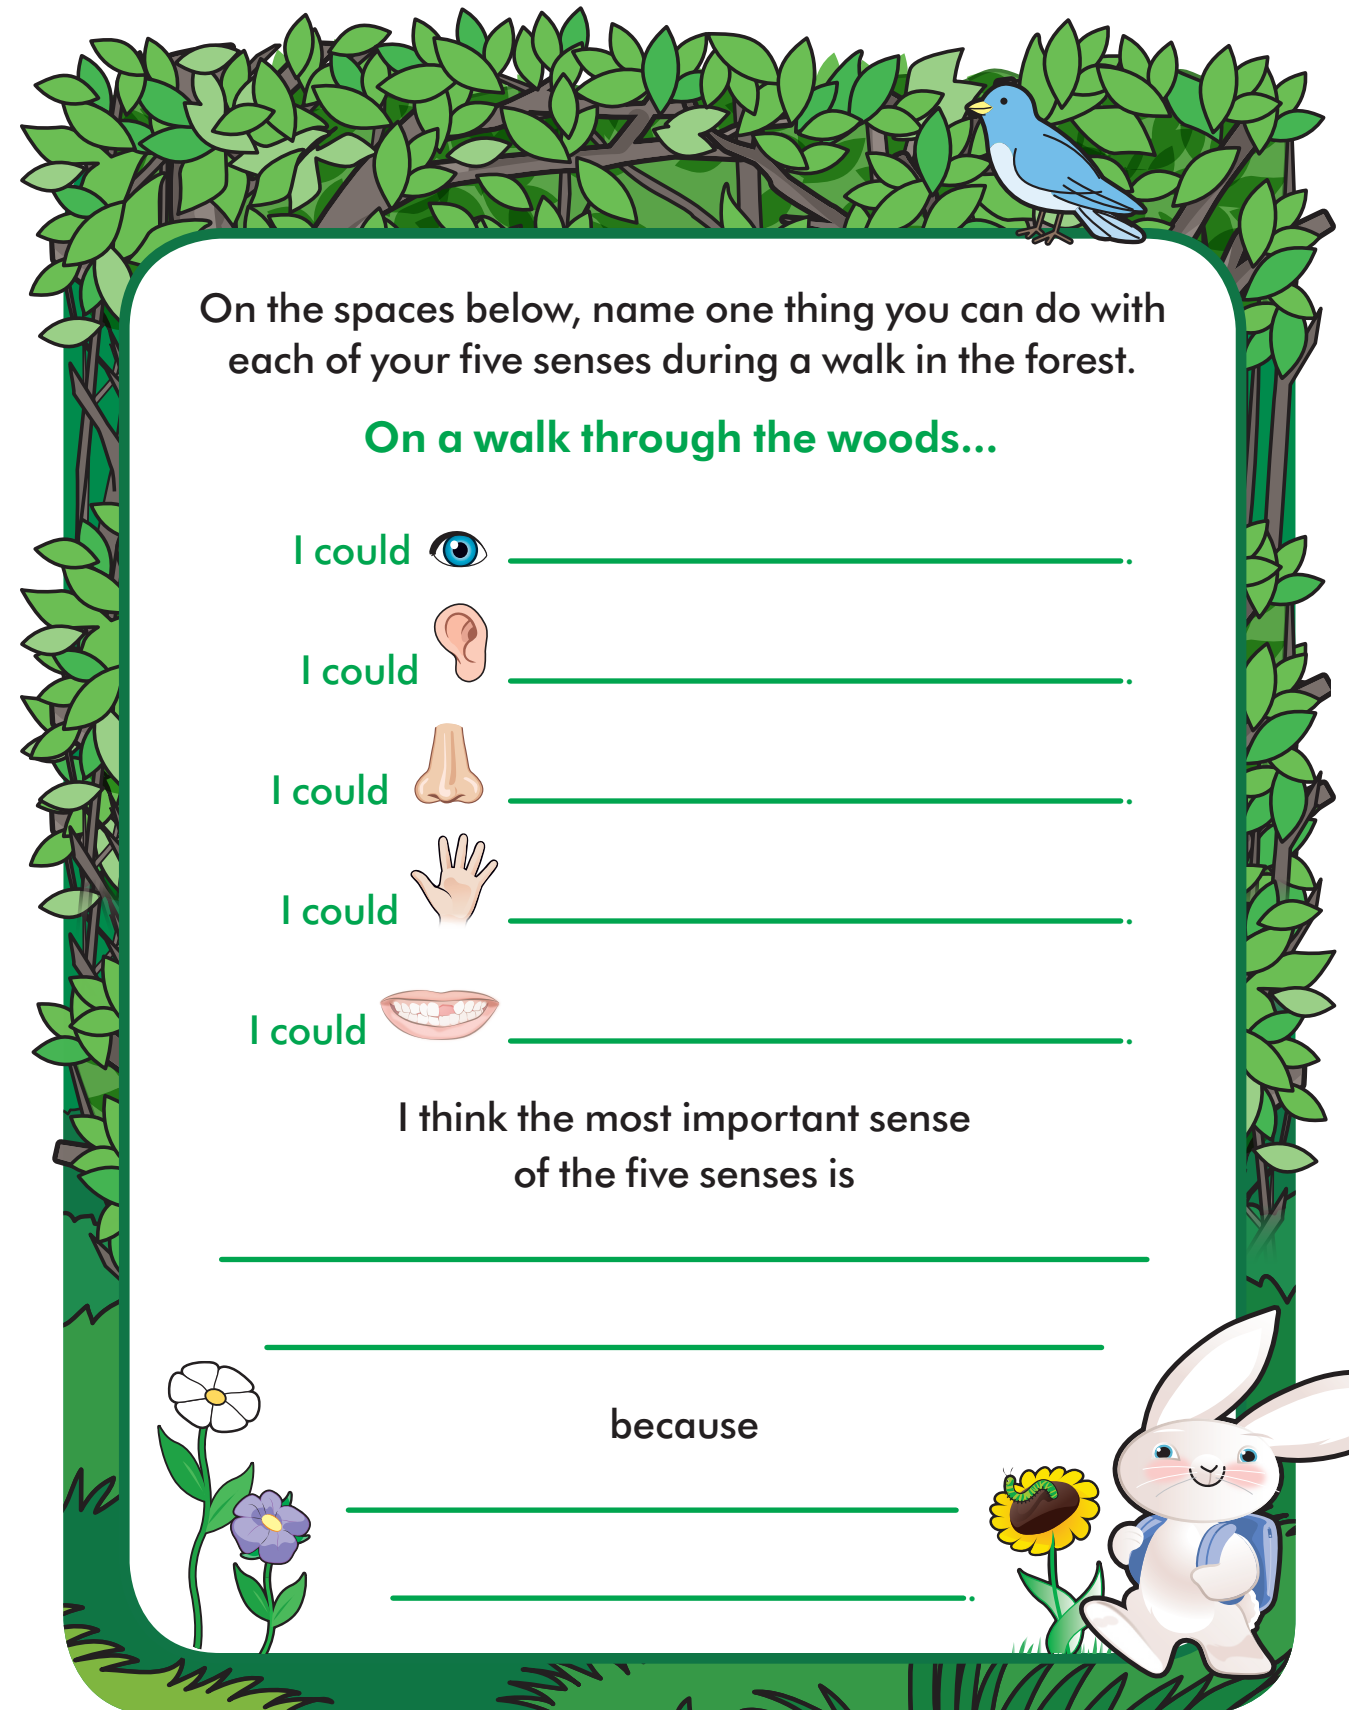 On the spaces below, name one thing you can do with
each of your five senses during a walk in the forest.
On a walk through the woods...
I could .
I could .
I could .
I could .
I could .
I think the most important sense
of the five senses is
because
.